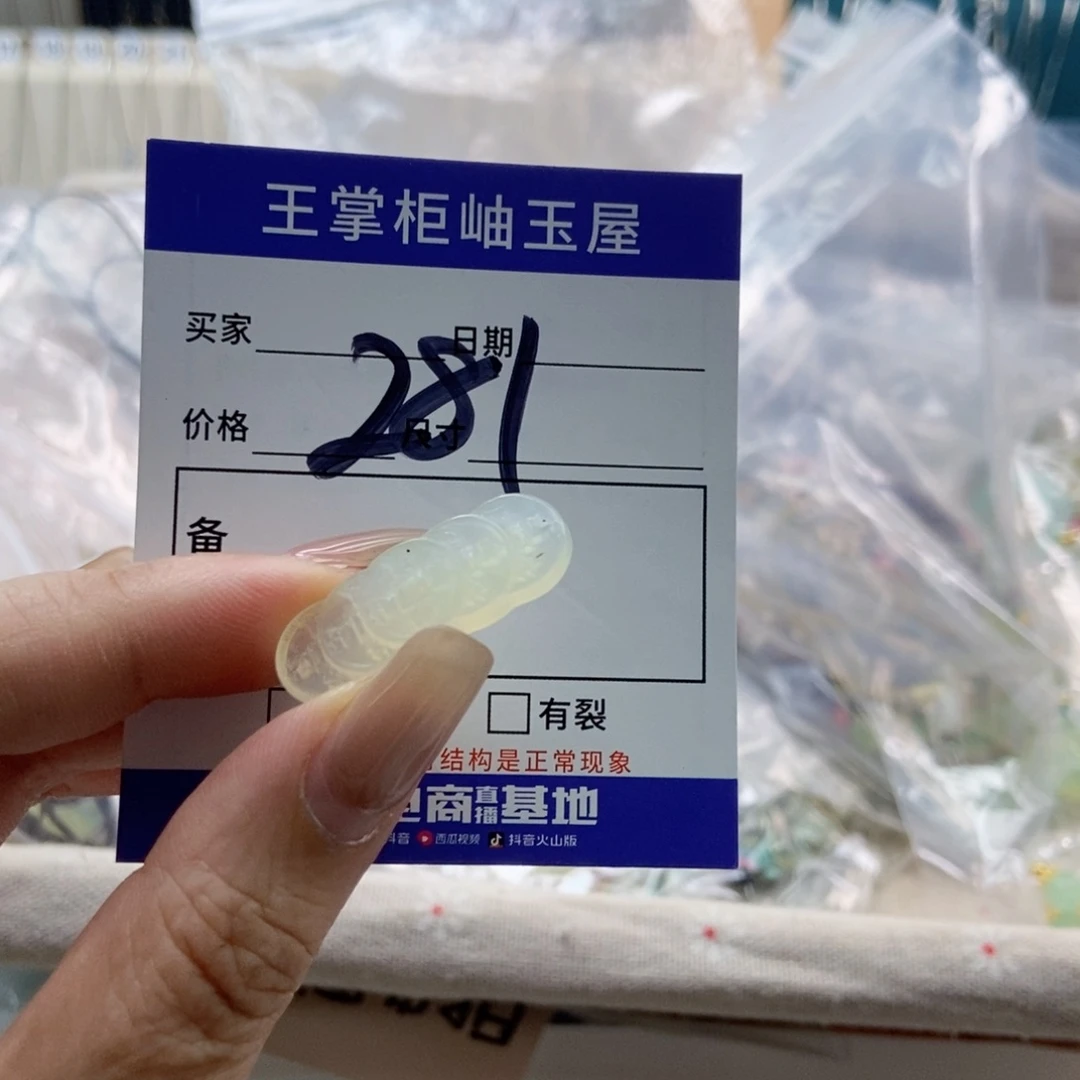 王掌柜岫玉屋
买家 日期
281
价格 尺寸
备
有裂
结构是正常现象
电商直播基地
抖音 西瓜视频 抖音火山版